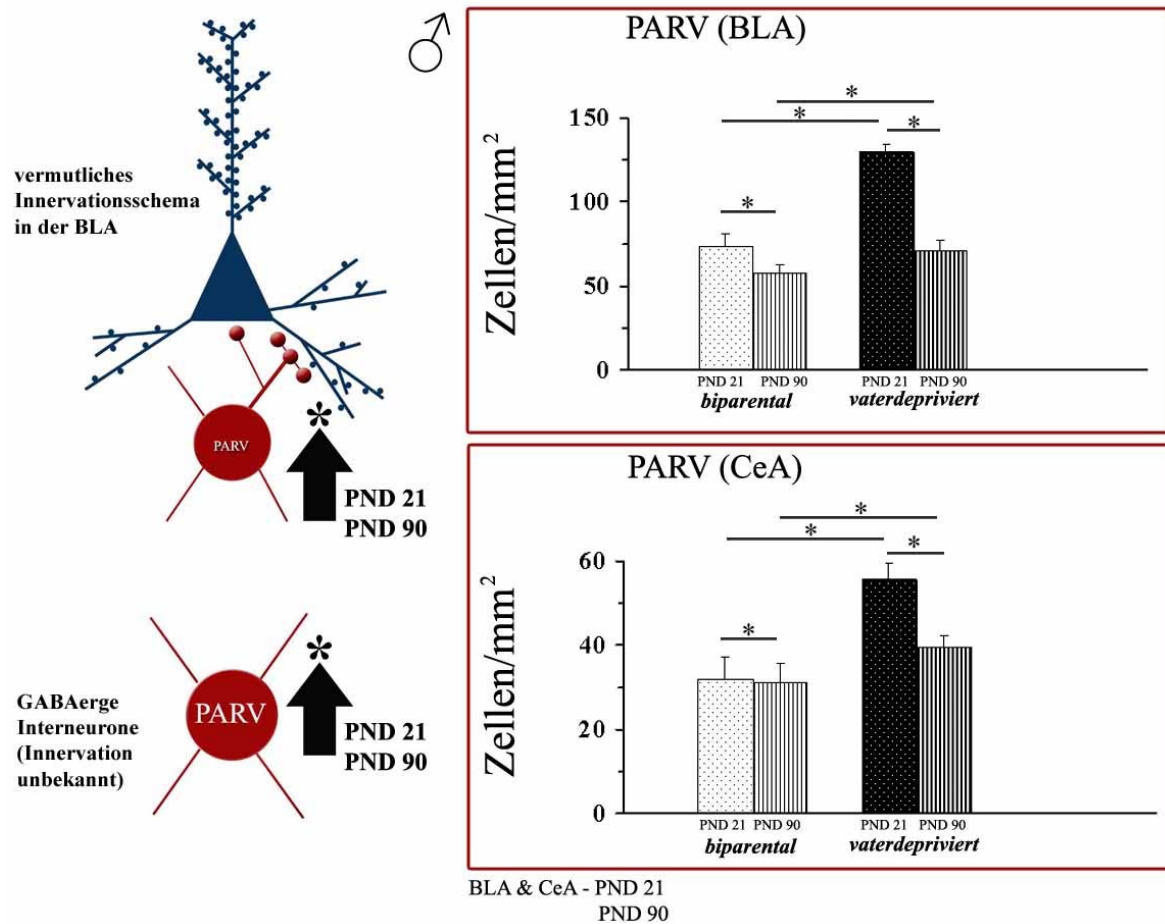 ♂
vermutliches
Innervationsschema
in der BLA
PARV
*
PND 21
PND 90
GABAerge
Interneurone
(Innervation
unbekannt)
PARV
*
PND 21
PND 90
PARV (BLA)
Zellen/mm²
150
100
50
0
*
*
*
*
PND 21 PND 90 PND 21 PND 90
biparental vaterdepriviert
PARV (CeA)
Zellen/mm²
60
40
20
0
*
*
*
*
PND 21 PND 90 PND 21 PND 90
biparental vaterdepriviert
BLA & CeA - PND 21
PND 90